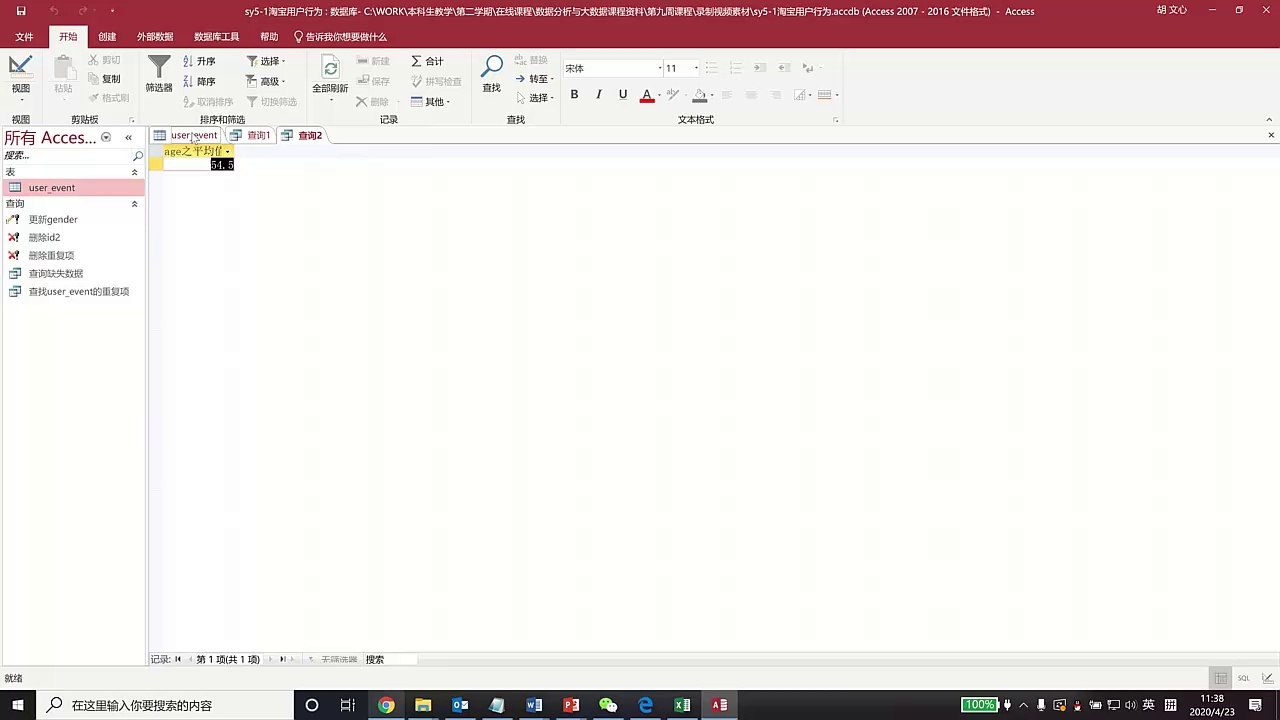 sy5-1淘宝用户行为 : 数据库- C:\WORK\本科生教学\第二学期\在线课程\数据分析与大数据课程资料\第九周课程\录制视频素材\sy5-1淘宝用户行为.accdb (Access 2007 - 2016 文件格式) - Access
胡 文心
文件 开始 创建 外部数据 数据库工具 帮助 告诉我你想要做什么
视图
视图
粘贴
剪切
复制
格式刷
剪贴板
筛选器
升序
降序
取消排序
选择
高级
切换筛选
排序和筛选
全部刷新
新建
保存
删除
合计
拼写检查
其他
记录
查找
替换
转至
选择
查找
宋体 11
B I U A
文本格式
所有 Acces...
搜索...
表
user_event
查询
更新gender
删除id2
删除重复项
查询缺失数据
查找user_event的重复项
user_event 查询1 查询2
age之平均值
54.5
记录: 第 1 项(共 1 项) 无筛选器 搜索
就绪
SQL
在这里输入你要搜索的内容
100%
英
11:38
2020/4/23